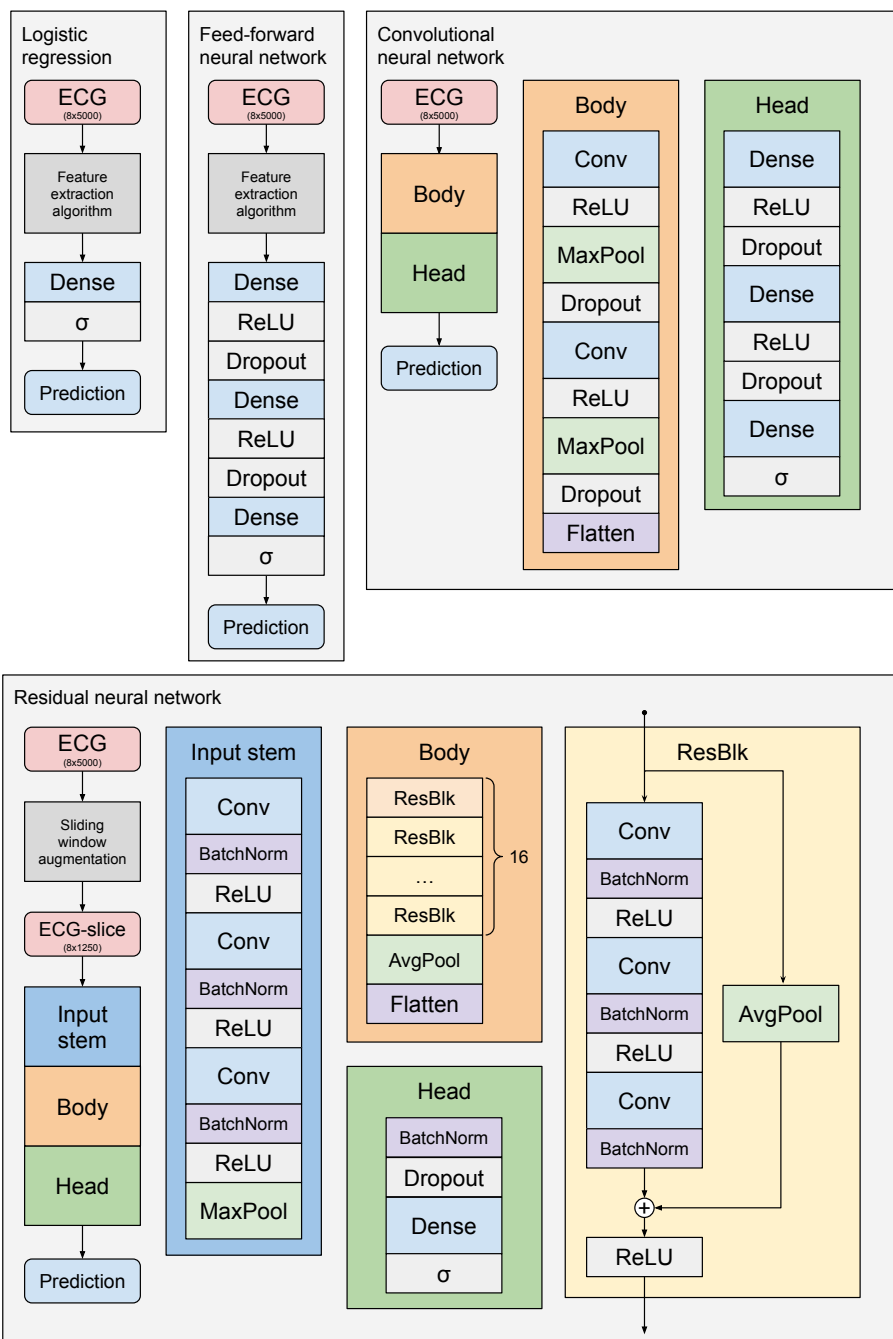 Logistic
regression
ECG
(8x5000)
Feature
extraction
algorithm
Dense
σ
Prediction
Feed-forward
neural network
ECG
(8x5000)
Feature
extraction
algorithm
Dense
ReLU
Dropout
Dense
ReLU
Dropout
Dense
σ
Prediction
Convolutional
neural network
ECG
(8x5000)
Body
Head
Prediction
Body
Conv
ReLU
MaxPool
Dropout
Conv
ReLU
MaxPool
Dropout
Flatten
Head
Dense
ReLU
Dropout
Dense
ReLU
Dropout
Dense
σ
Residual neural network
ECG
(8x5000)
Sliding
window
augmentation
ECG-slice
(8x1250)
Input
stem
Body
Head
Prediction
Input stem
Conv
BatchNorm
ReLU
Conv
BatchNorm
ReLU
Conv
BatchNorm
ReLU
MaxPool
Body
ResBlk
ResBlk
...
ResBlk
16
AvgPool
Flatten
Head
BatchNorm
Dropout
Dense
σ
ResBlk
Conv
BatchNorm
ReLU
Conv
BatchNorm
ReLU
Conv
BatchNorm
AvgPool
+
ReLU